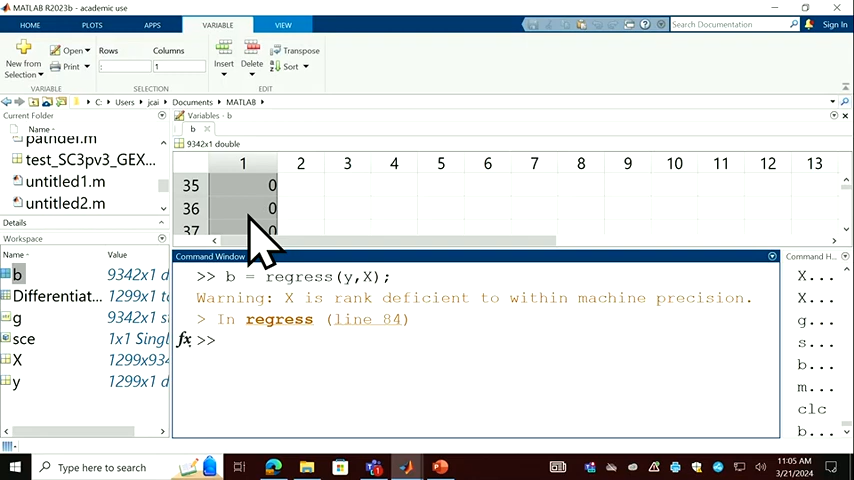 MATLAB R2023b - academic use
HOME PLOTS APPS VARIABLE VIEW
Search Documentation
Sign In
New from Selection
Open
Print
Rows
:
Columns
1
Insert
Delete
Transpose
Sort
VARIABLE SELECTION EDIT
C: Users jcai Documents MATLAB
Current Folder
Name
pathdef.m
test_SC3pv3_GEX...
untitled1.m
untitled2.m
Details
Workspace
Name Value
b 9342x1 d
Differentiat... 1299x1 to
g 9342x1 st
sce 1x1 Singl
X 1299x934
y 1299x1 d
Variables - b
b
9342x1 double
1 2 3 4 5 6 7 8 9 10 11 12 13
35 0
36 0
37 0
Command Window
>> b = regress(y,X);
Warning: X is rank deficient to within machine precision.
> In regress (line 84)
fx >>
Command H...
X...
X...
g...
s...
b...
m...
clc
b...
Type here to search
11:05 AM
3/21/2024